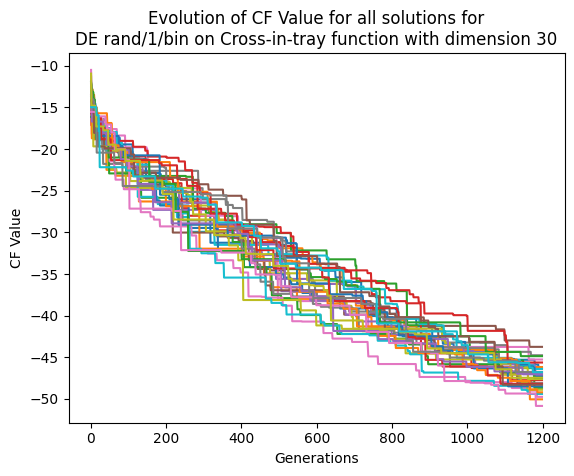 Evolution of CF Value for all solutions for
DE rand/1/bin on Cross-in-tray function with dimension 30
−10
−15
−20
−25
−30
−35
−40
−45
−50
CF Value
0 200 400 600 800 1000 1200
Generations